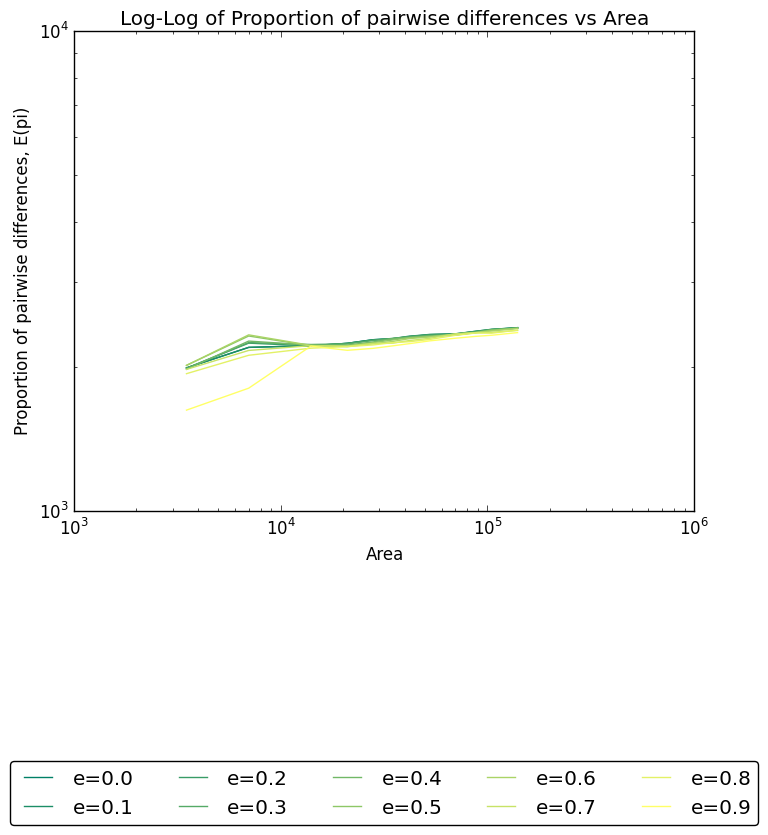 Log-Log of Proportion of pairwise differences vs Area
10^4
Proportion of pairwise differences, E(pi)
10^3
10^3 10^4 10^5 10^6
Area
e=0.0 e=0.2 e=0.4 e=0.6 e=0.8
e=0.1 e=0.3 e=0.5 e=0.7 e=0.9